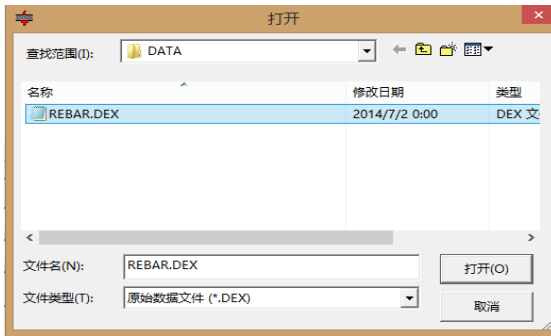 打开
查找范围(I):
DATA
名称
修改日期
类型
REBAR.DEX
2014/7/2 0:00
DEX 文
文件名(N):
REBAR.DEX
打开(O)
文件类型(T):
原始数据文件 (*.DEX)
取消